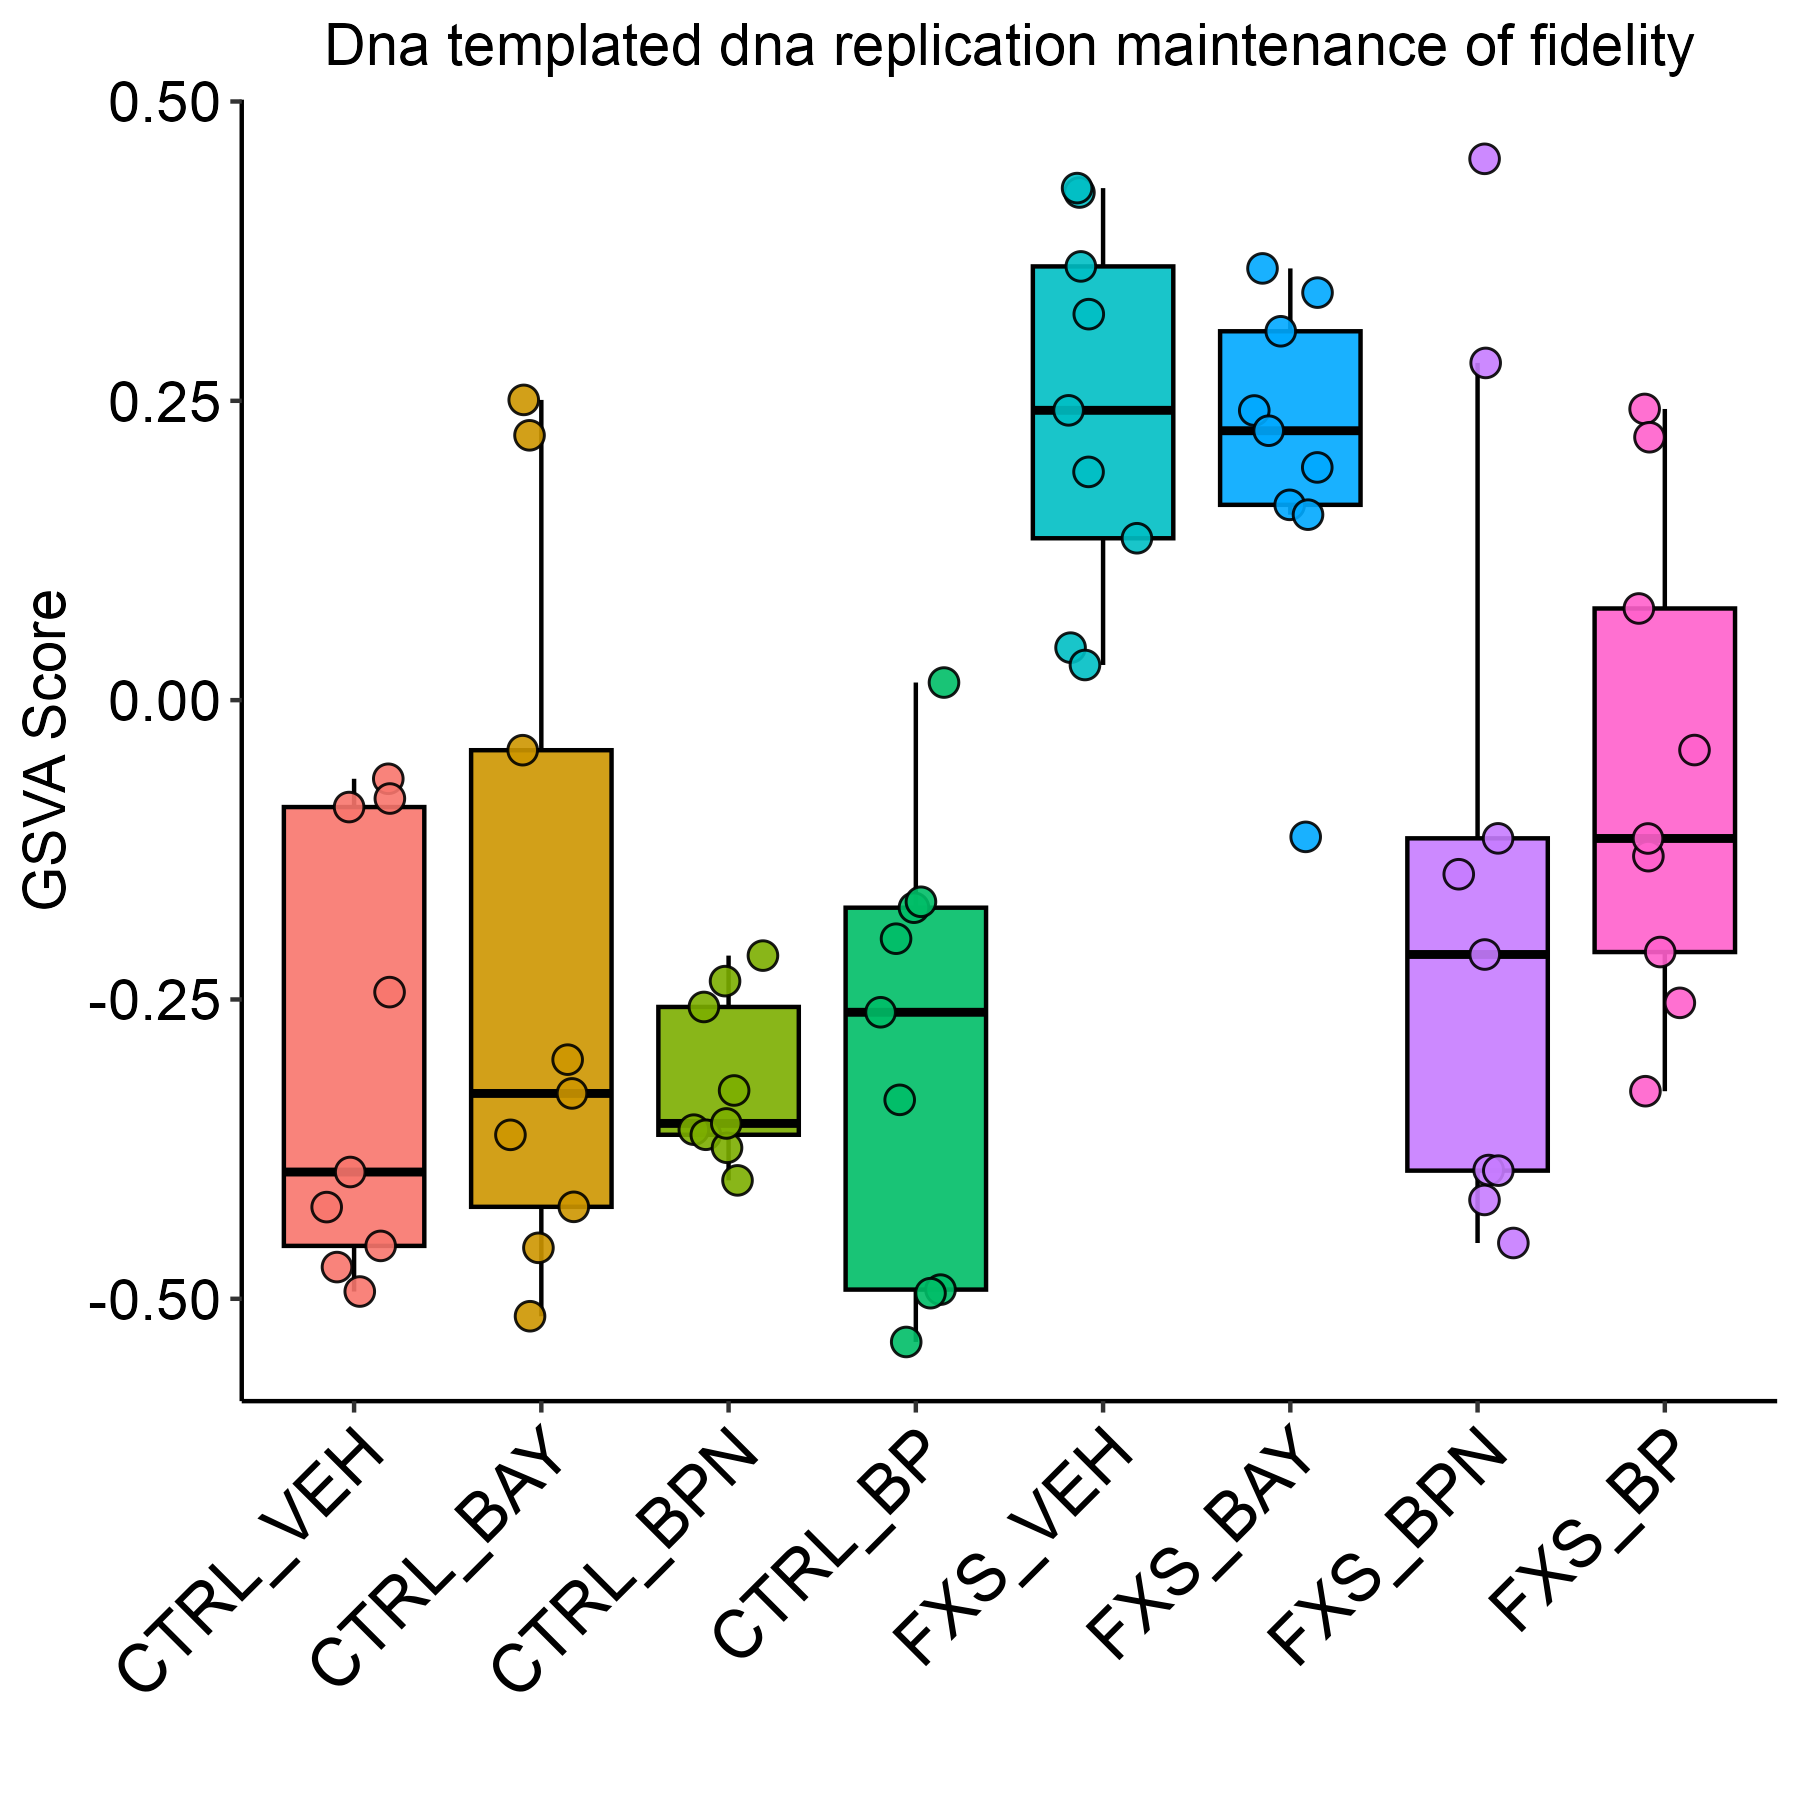 Dna templated dna replication maintenance of fidelity
0.50
0.25
0.00
-0.25
-0.50
GSVA Score
CTRL_VEH
CTRL_BAY
CTRL_BPN
CTRL_BP
FXS_VEH
FXS_BAY
FXS_BPN
FXS_BP